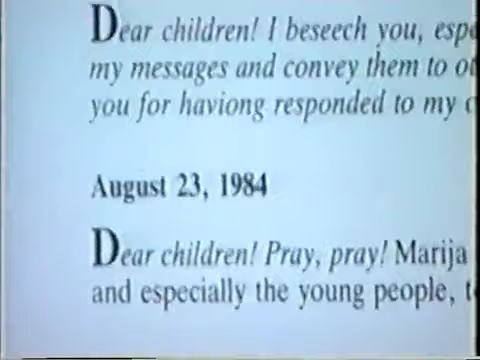 Dear children! I beseech you,
my messages and convey them to
you for haviong responded to my
August 23, 1984
Dear children! Pray, pray! Marija
and especially the young people,